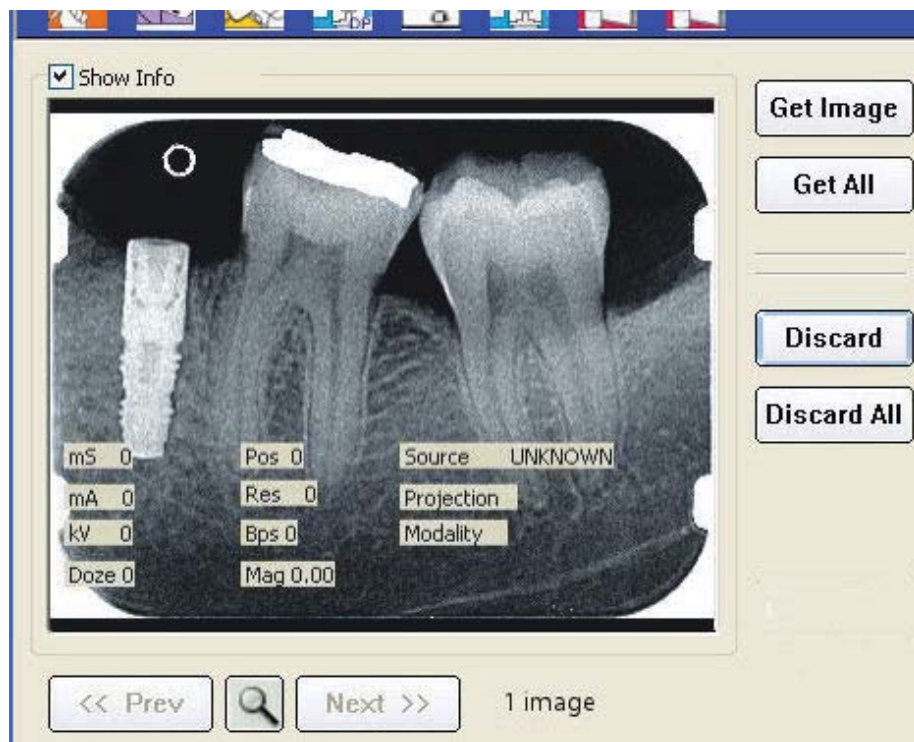 DP
Show Info
Get Image
Get All
Discard
Discard All
mS 0 Pos 0 Source UNKNOWN
mA 0 Res 0 Projection
kV 0 Bps 0 Modality
Doze 0 Mag 0.00
<< Prev Next >> 1 image